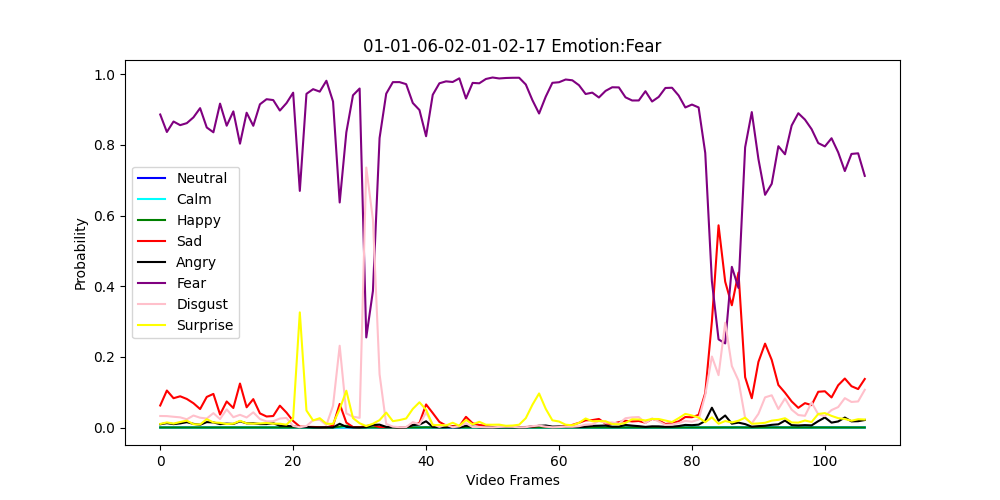 01-01-06-02-01-02-17 Emotion:Fear
Probability
1.0
0.8
0.6
0.4
0.2
0.0
Neutral
Calm
Happy
Sad
Angry
Fear
Disgust
Surprise
0 20 40 60 80 100
Video Frames